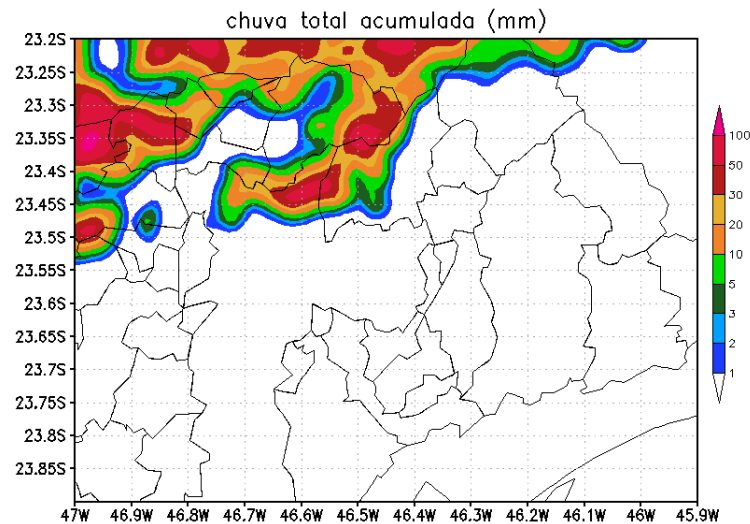 chuva total acumulada (mm)
23.2S
23.25S
23.3S
23.35S
23.4S
23.45S
23.5S
23.55S
23.6S
23.65S
23.7S
23.75S
23.8S
23.85S
47W 46.9W 46.8W 46.7W 46.6W 46.5W 46.4W 46.3W 46.2W 46.1W 46W 45.9W
100
50
30
20
10
5
3
2
1